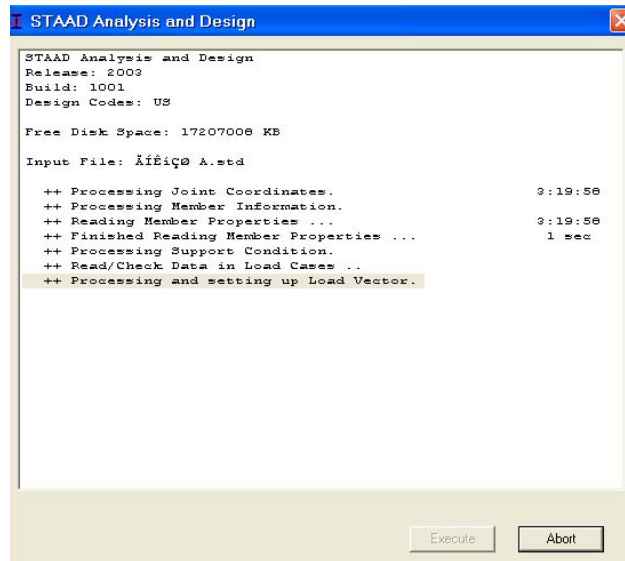 STAAD Analysis and Design
STAAD Analysis and Design
Release: 2003
Build: 1001
Design Codes: US
Free Disk Space: 17207008 KB
Input File: ÄÍÊíÇØ A.std
++ Processing Joint Coordinates. 3:19:58
++ Processing Member Information.
++ Reading Member Properties ... 3:19:58
++ Finished Reading Member Properties ... 1 sec
++ Processing Support Condition.
++ Read/Check Data in Load Cases ..
++ Processing and setting up Load Vector.
Execute Abort